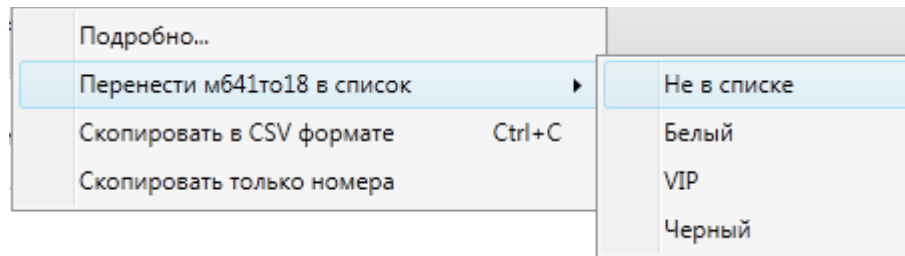 Подробно...
Перенести м641то18 в список
Скопировать в CSV формате Ctrl+C
Скопировать только номера
Не в списке
Белый
VIP
Черный